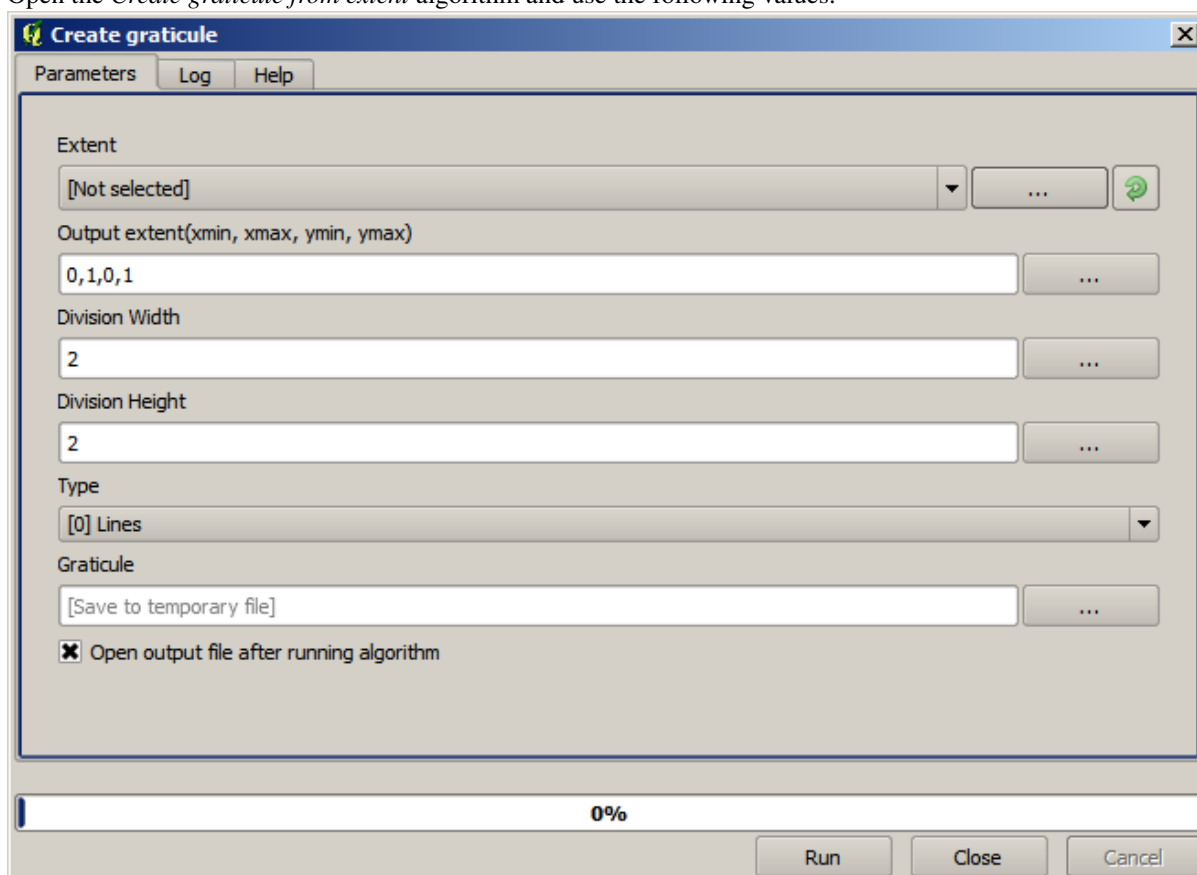 Open the Create graticule from extent algorithm and use the following values:
Create graticule
Parameters Log Help
Extent
[Not selected] ...
Output extent(xmin, xmax, ymin, ymax)
0,1,0,1 ...
Division Width
2 ...
Division Height
2 ...
Type
[0] Lines
Graticule
[Save to temporary file] ...
Open output file after running algorithm
0%
Run Close Cancel